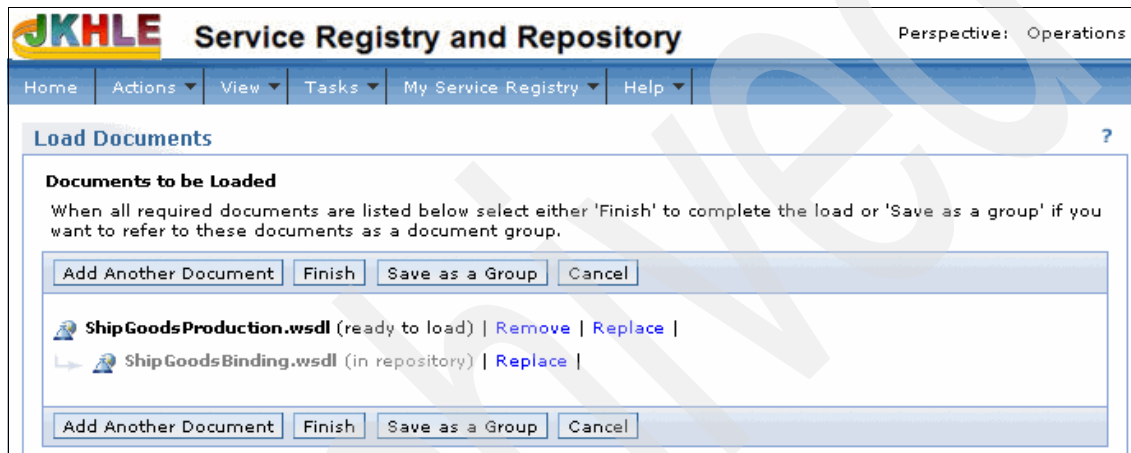 JKHLE Service Registry and Repository Perspective: Operations
Home Actions View Tasks My Service Registry Help
Load Documents ?
Documents to be Loaded
When all required documents are listed below select either 'Finish' to complete the load or 'Save as a group' if you
want to refer to these documents as a document group.
Add Another Document Finish Save as a Group Cancel
ShipGoodsProduction.wsdl (ready to load) | Remove | Replace |
ShipGoodsBinding.wsdl (in repository) | Replace |
Add Another Document Finish Save as a Group Cancel